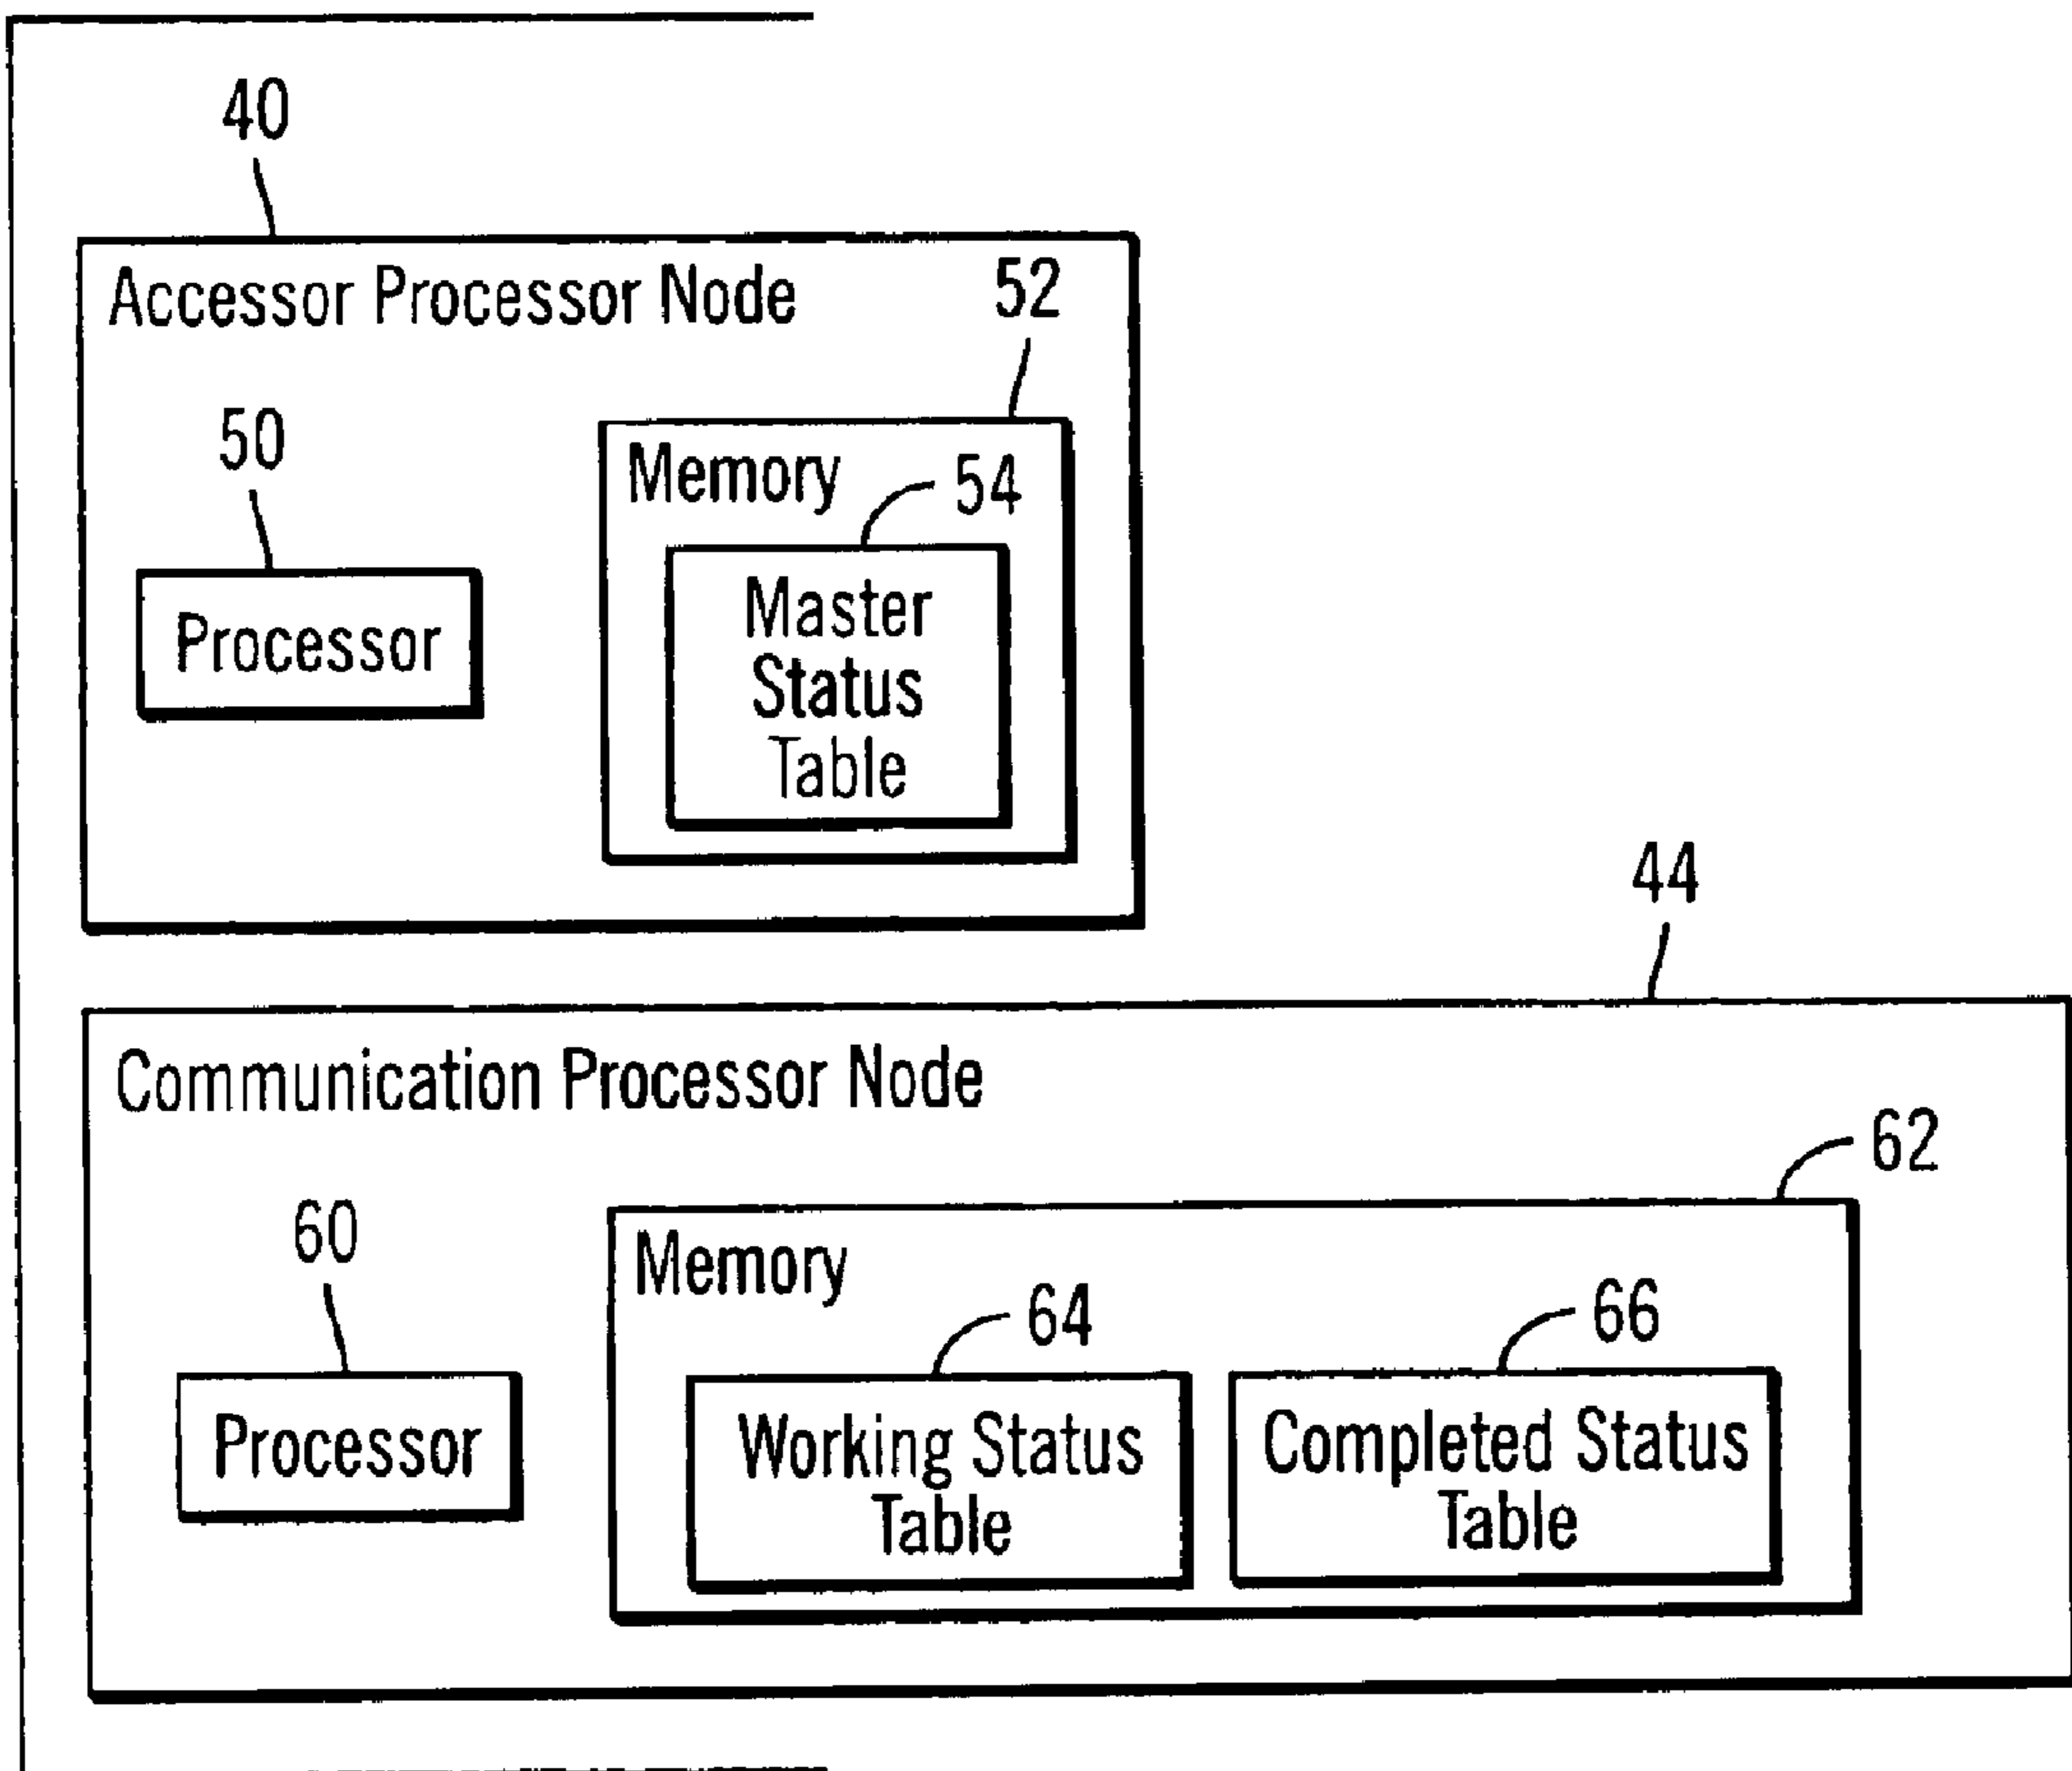 40
Accessor Processor Node
52
50
Memory
54
Processor
Master
Status
Table
44
Communication Processor Node
62
60
Memory
64
66
Processor
Working Status
Table
Completed Status
Table